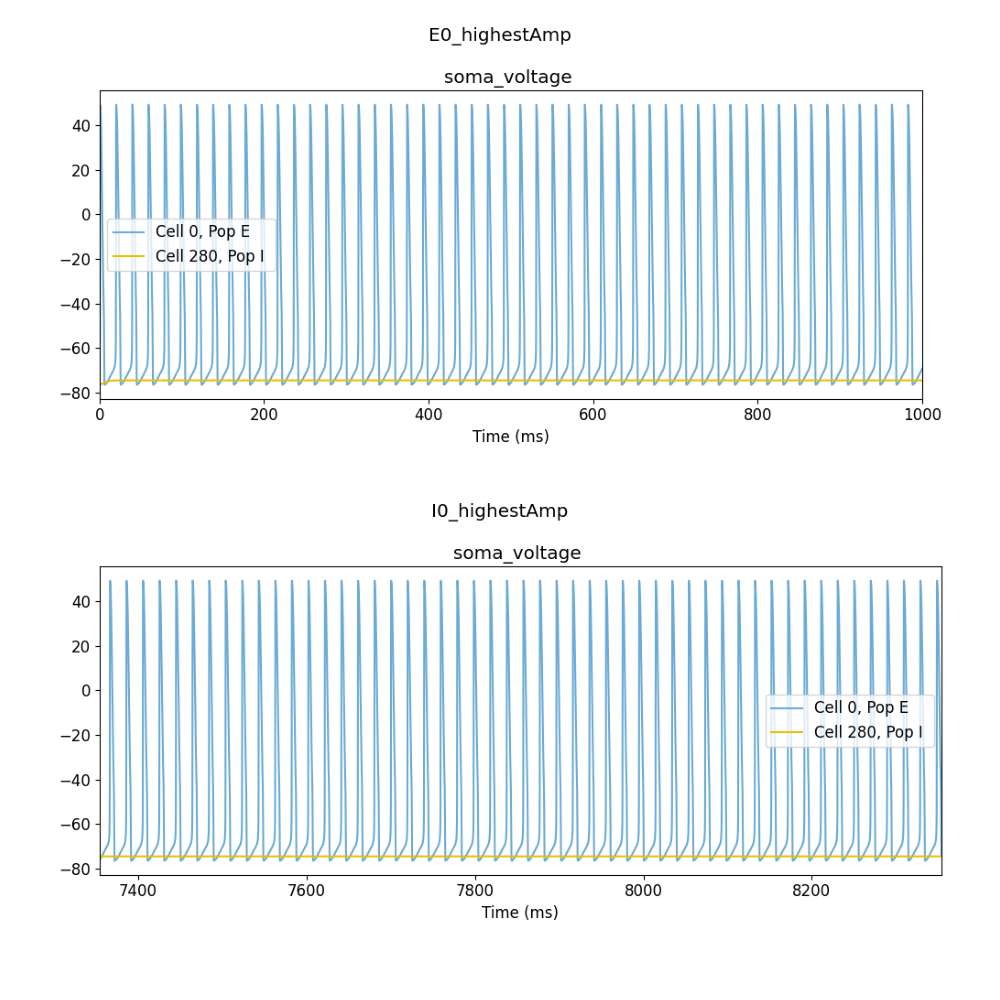 E0_highestAmp
soma_voltage
40
20
0
−20
−40
−60
−80
Cell 0, Pop E
Cell 280, Pop I
0 200 400 600 800 1000
Time (ms)
I0_highestAmp
soma_voltage
40
20
0
−20
−40
−60
−80
Cell 0, Pop E
Cell 280, Pop I
7400 7600 7800 8000 8200
Time (ms)